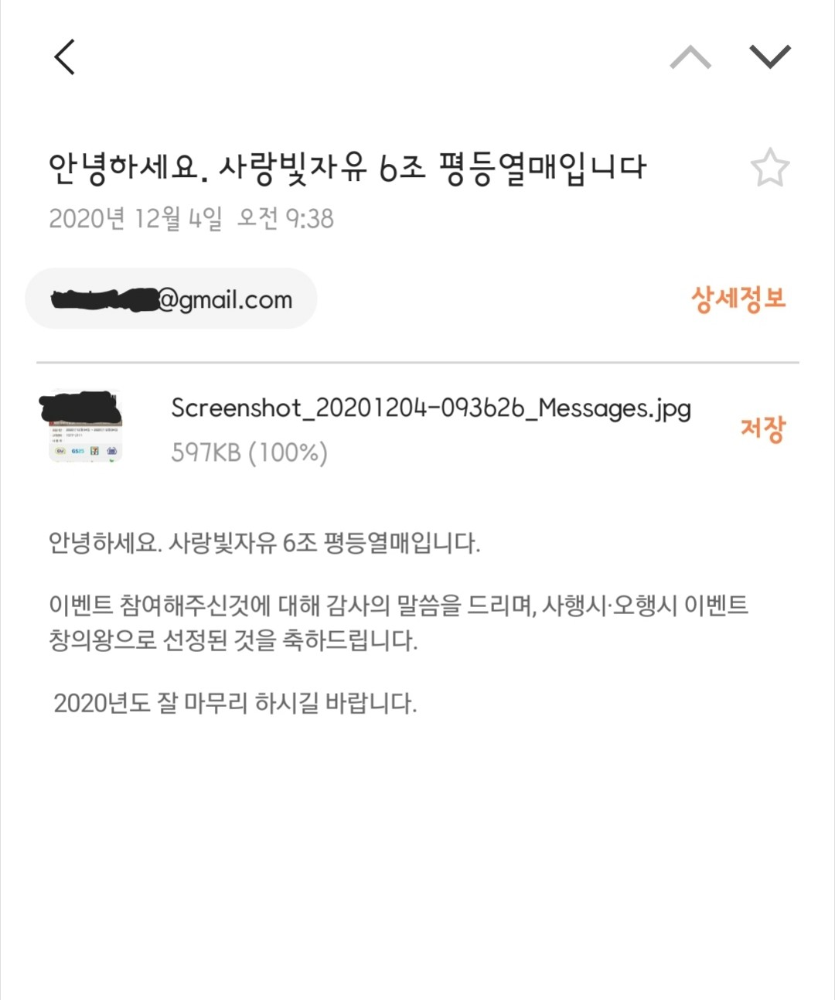 안녕하세요. 사랑빛자유 6조 평등열매입니다
2020년 12월 4일 오전 9:38
@gmail.com
상세정보
Screenshot_20201204-093626_Messages.jpg
597KB (100%)
저장
CU GS25
안녕하세요. 사랑빛자유 6조 평등열매입니다.
이벤트 참여해주신것에 대해 감사의 말씀을 드리며, 사행시·오행시 이벤트
창의왕으로 선정된 것을 축하드립니다.
2020년도 잘 마무리 하시길 바랍니다.